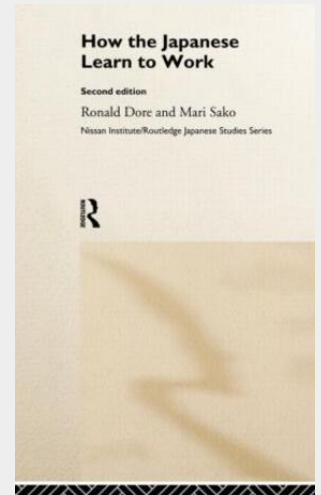 How the Japanese
Learn to Work
Second edition
Ronald Dore and Mari Sako
Nissan Institute/Routledge Japanese Studies Series
R
ROUTLEDGE